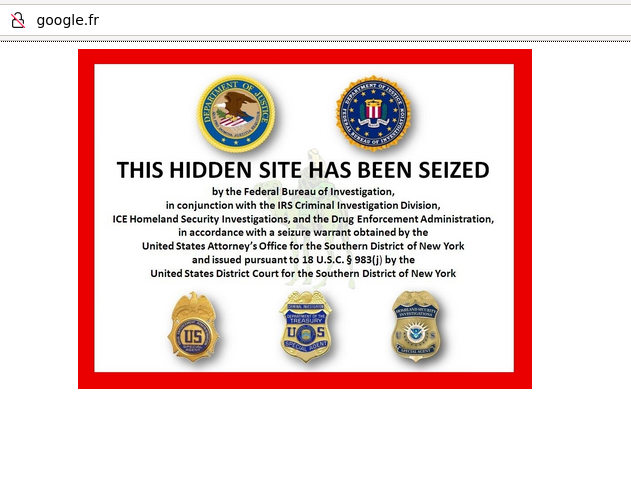 google.fr
DEPARTMENT OF JUSTICE
DEPARTMENT OF JUSTICE
FEDERAL BUREAU OF INVESTIGATION
THIS HIDDEN SITE HAS BEEN SEIZED
by the Federal Bureau of Investigation,
in conjunction with the IRS Criminal Investigation Division,
ICE Homeland Security Investigations, and the Drug Enforcement Administration,
in accordance with a seizure warrant obtained by the
United States Attorney's Office for the Southern District of New York
and issued pursuant to 18 U.S.C. § 983(j) by the
United States District Court for the Southern District of New York
US
SPECIAL
AGENT
CRIMINAL INVESTIGATION
DEPARTMENT OF THE
TREASURY
U S
SPECIAL AGENT
HOMELAND SECURITY
INVESTIGATIONS
SPECIAL AGENT